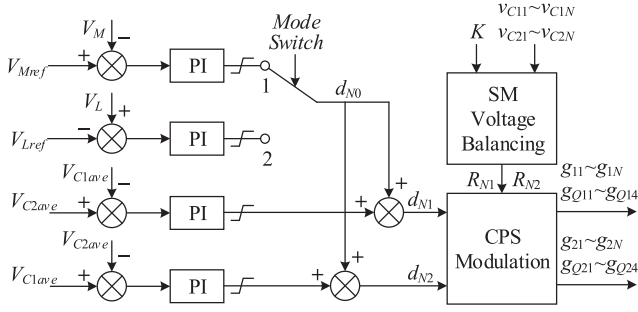 V_M
−
+
V_Mref
PI
1
Mode
Switch
V_L
+
−
V_Lref
PI
2
d_N0
K
v_C11~v_C1N
v_C21~v_C2N
SM
Voltage
Balancing
R_N1
R_N2
V_C1ave
−
+
V_C2ave
PI
+
+
d_N1
V_C2ave
−
+
V_C1ave
PI
+
+
d_N2
CPS
Modulation
g_11~g_1N
g_Q11~g_Q14
g_21~g_2N
g_Q21~g_Q24